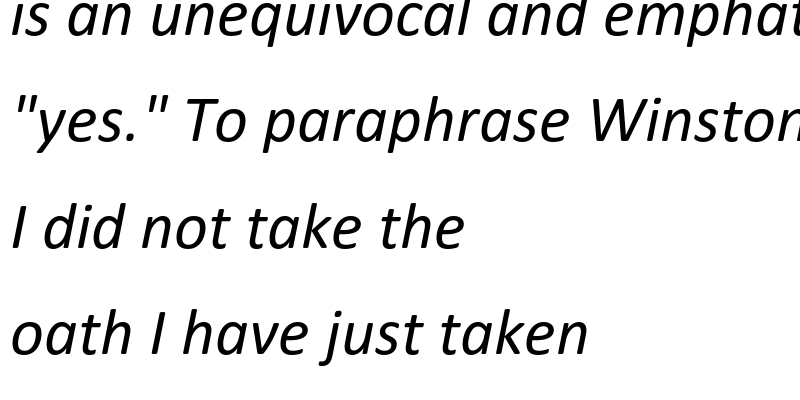 is an unequivocal and
"yes." To paraphrase Winston
I did not take the
oath I have just taken